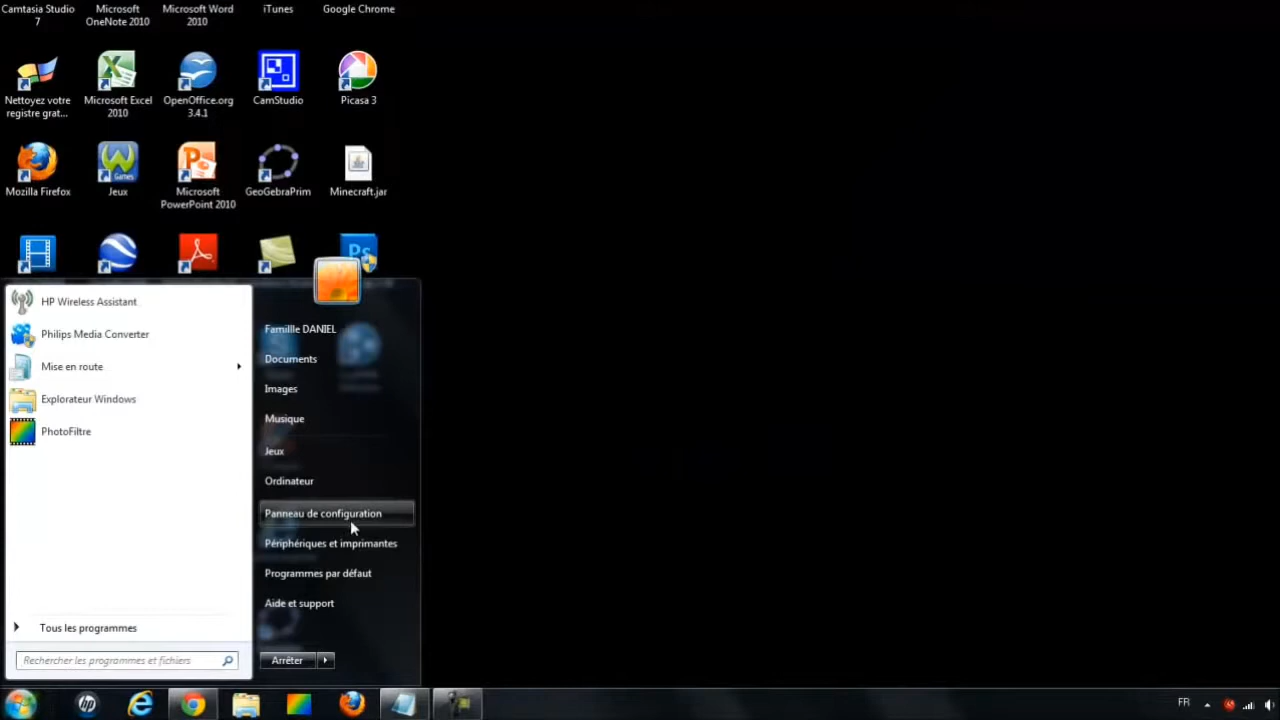 Camtasia Studio
7
Microsoft
OneNote 2010
Microsoft Word
2010
iTunes
Google Chrome
Nettoyez votre
registre grat...
Microsoft Excel
2010
OpenOffice.org
3.4.1
CamStudio
Picasa 3
Mozilla Firefox
Games
Jeux
Microsoft
PowerPoint 2010
GeoGebraPrim
Minecraft.jar
Ps
HP Wireless Assistant
Philips Media Converter
Mise en route
Explorateur Windows
PhotoFiltre
Tous les programmes
Rechercher les programmes et fichiers
Famillle DANIEL
Documents
Images
Musique
Jeux
Ordinateur
Panneau de configuration
Périphériques et imprimantes
Programmes par défaut
Aide et support
Arrêter
hp
FR